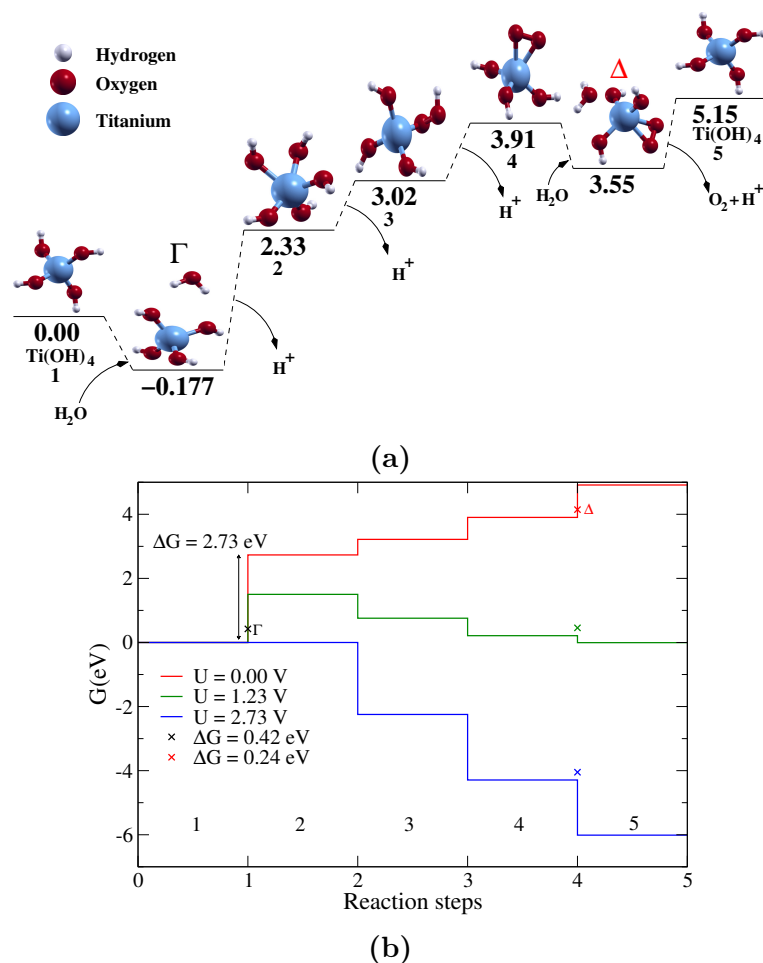 Hydrogen
Oxygen
Titanium
Γ
Δ
0.00
Ti(OH)4
1
H2O
−0.177
H+
2.33
2
H+
3.02
3
H+
3.91
4
H2O
3.55
5.15
Ti(OH)4
5
O2+H+
(a)
G(eV)
4
2
0
-2
-4
-6
ΔG = 2.73 eV
Γ
Δ
U = 0.00 V
U = 1.23 V
U = 2.73 V
ΔG = 0.42 eV
ΔG = 0.24 eV
1 2 3 4 5
0 1 2 3 4 5
Reaction steps
(b)